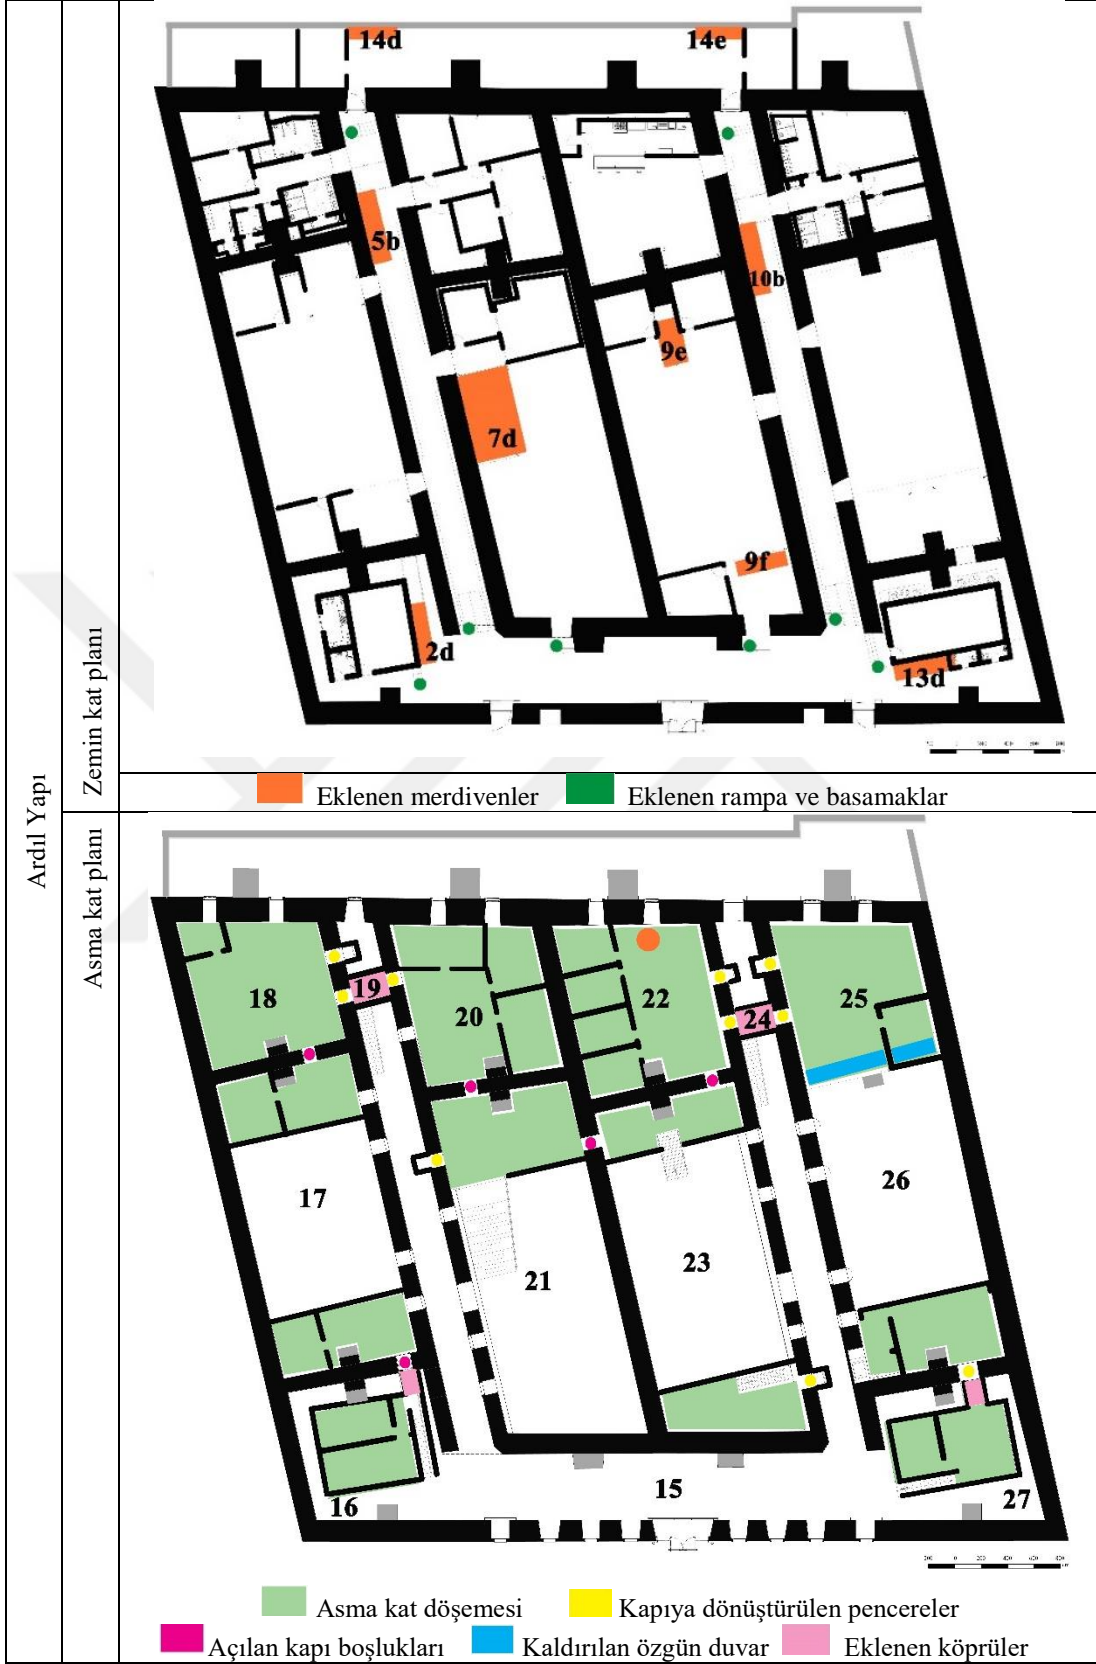 Ardıl Yapı
Zemin kat planı
14d
14e
5b
10b
9e
7d
9f
2d
13d
Eklenen merdivenler
Eklenen rampa ve basamaklar
Asma kat planı
18
19
20
22
24
25
17
21
23
26
16
15
27
Asma kat döşemesi
Kapıya dönüştürülen pencereler
Açılan kapı boşlukları
Kaldırılan özgün duvar
Eklenen köprüler